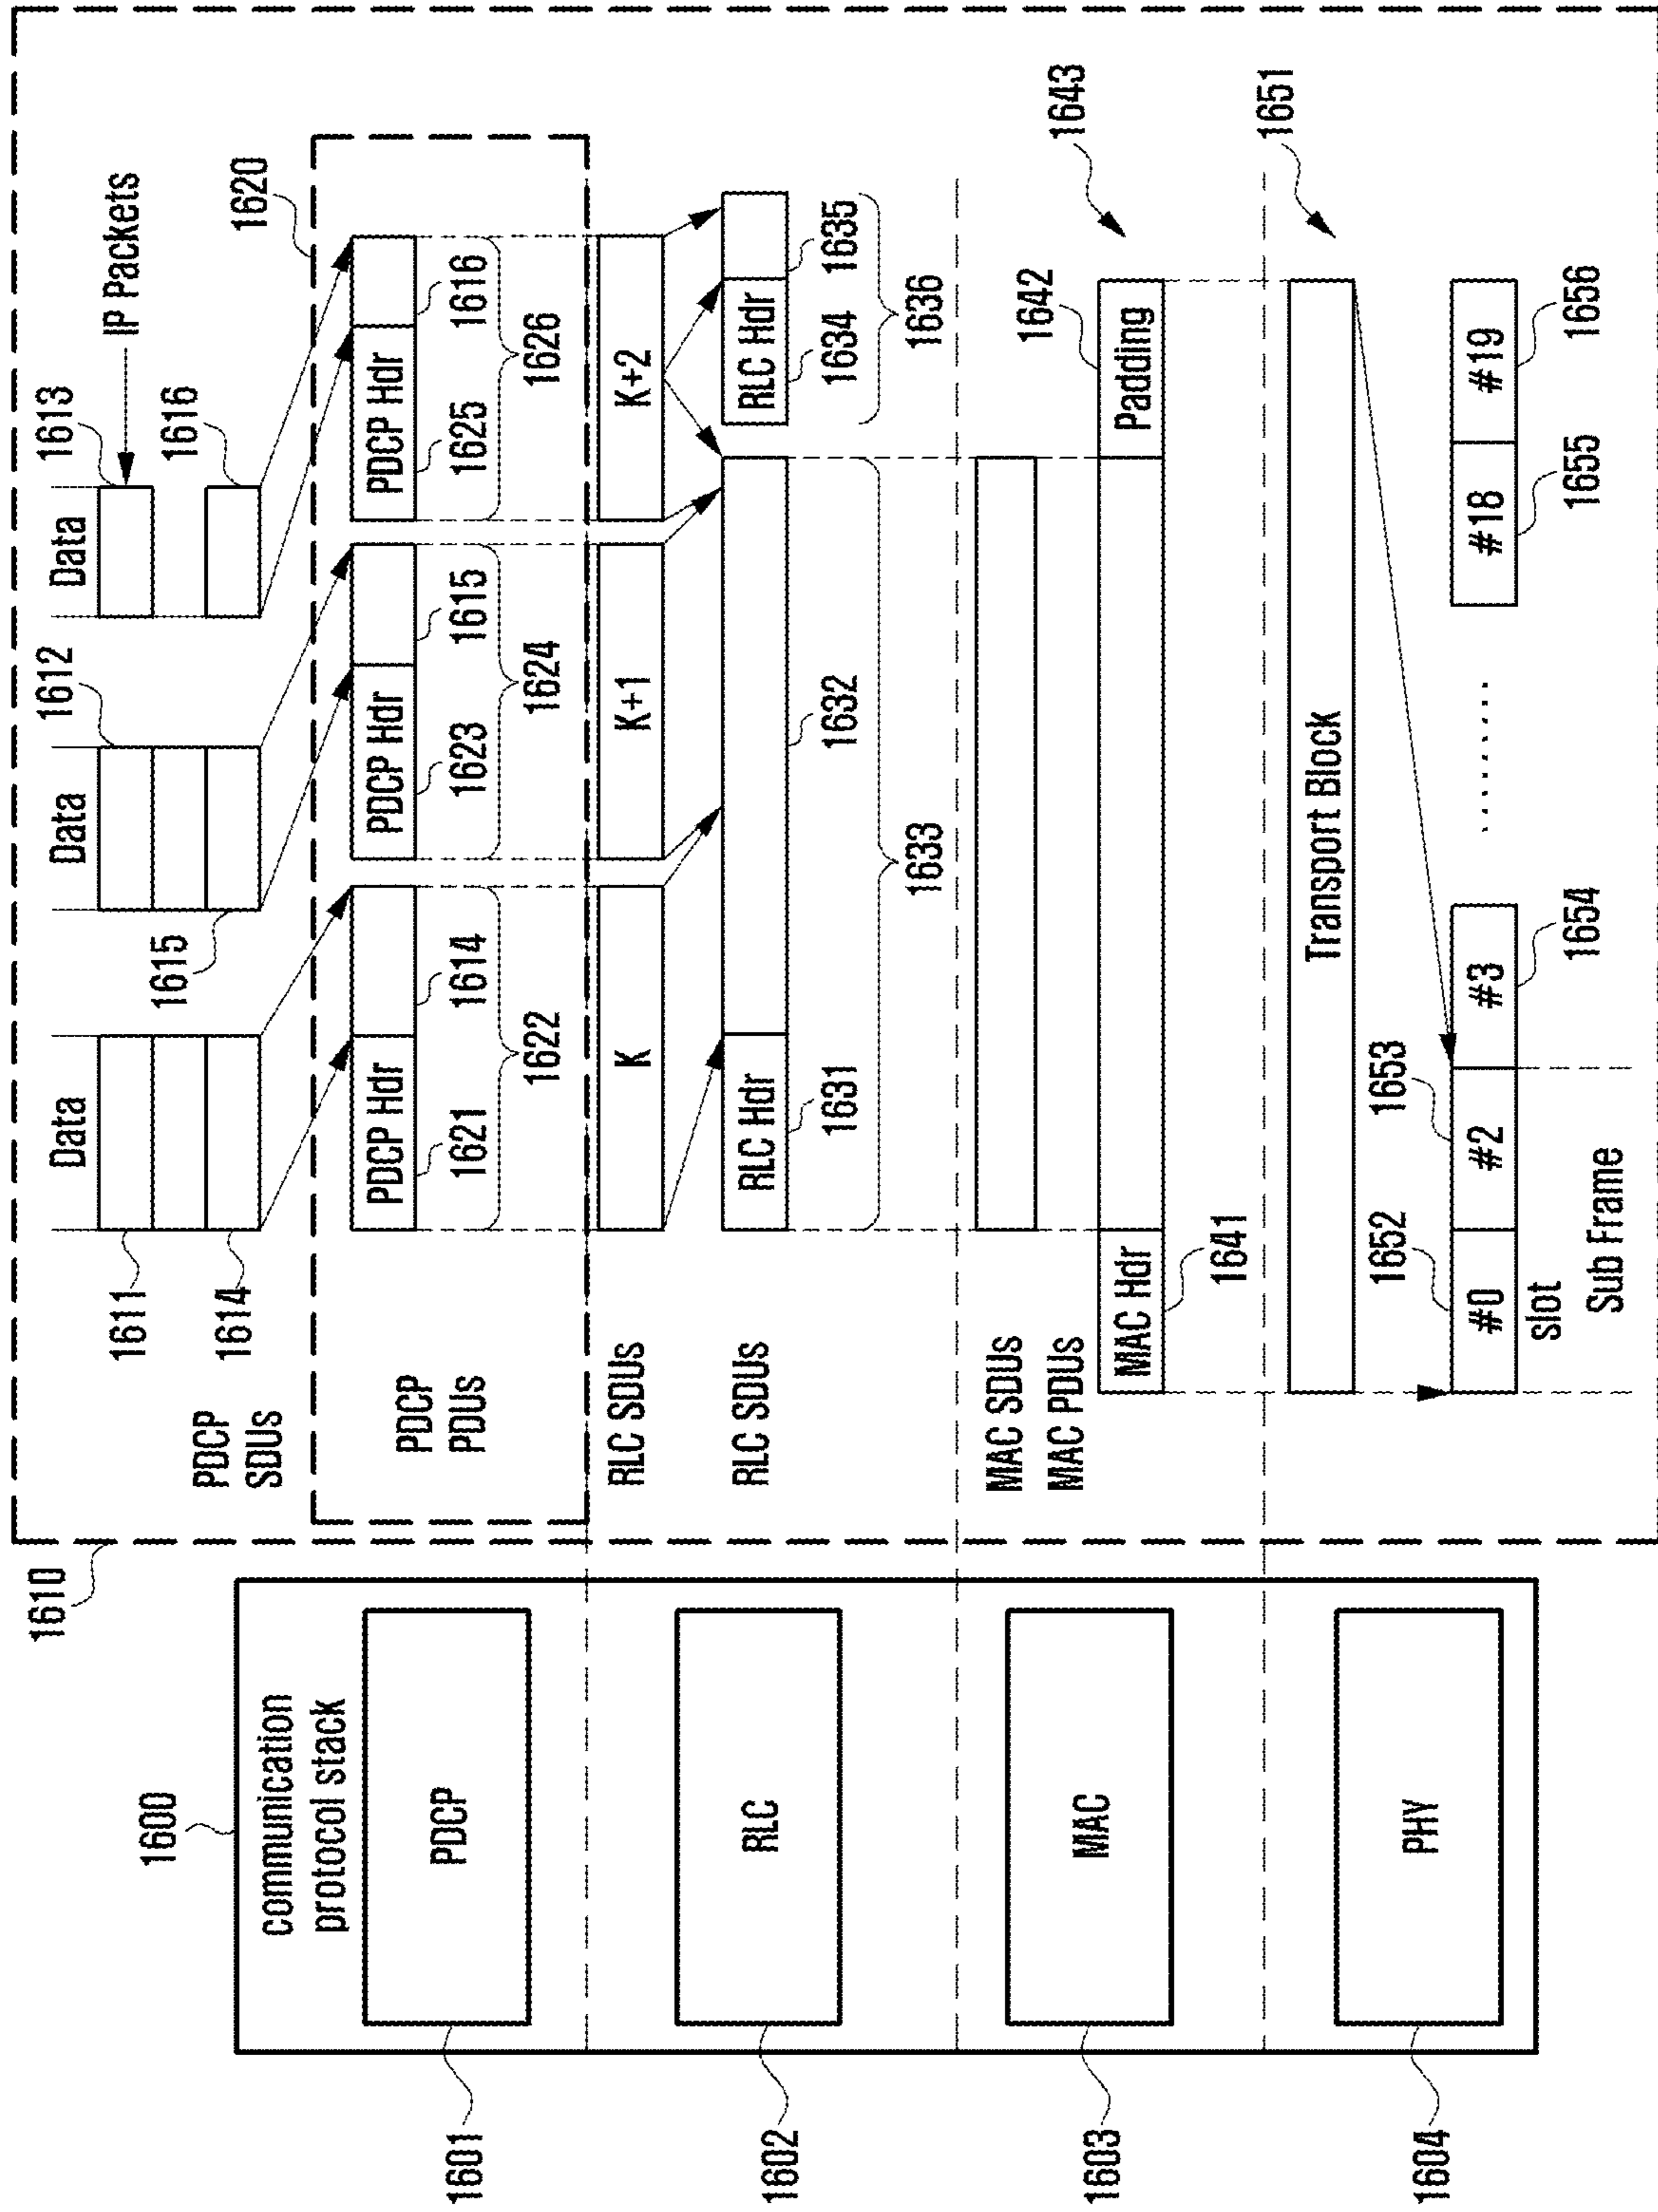 1600
communication
protocol stack
1601
PDCP
1602
RLC
1603
MAC
1604
PHY
1610
Data
Data
Data
IP Packets
1611
1612
1613
1614
1615
1616
PDCP
SDUs
1620
PDCP
PDUs
PDCP Hdr
PDCP Hdr
PDCP Hdr
1621
1614
1623
1615
1625
1616
1622
1624
1626
RLC SDUs
K
K+1
K+2
RLC SDUs
RLC Hdr
RLC Hdr
1631
1632
1634
1635
1633
1636
MAC SDUs
MAC PDUs
1642
1643
MAC Hdr
Padding
1641
1651
Transport Block
1652
1653
#0
#2
#3
........
#18
#19
1654
1655
1656
slot
Sub Frame